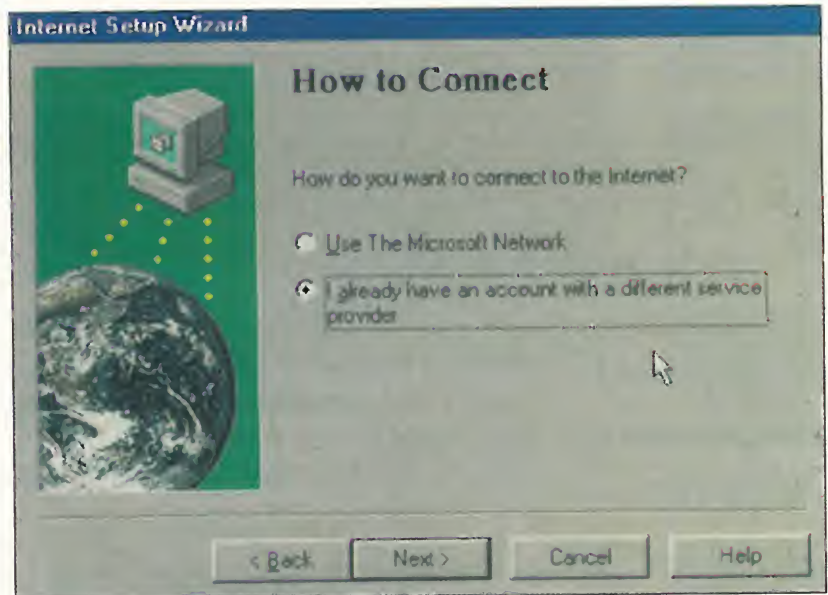 Internet Setup Wizard
How to Connect
How do you want to connect to the Internet?
Use The Microsoft Network
I already have an account with a different service
provider
< Back
Next >
Cancel
Help